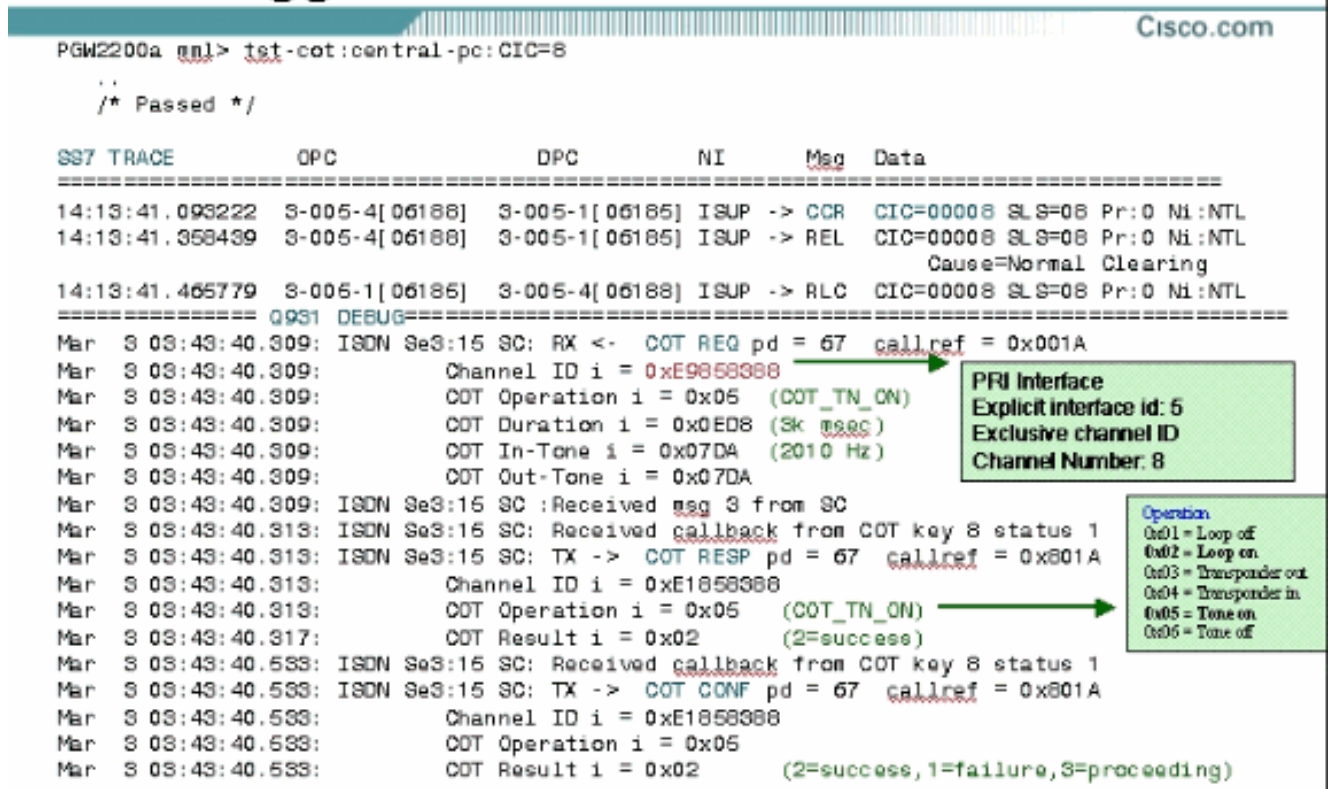 Cisco.com
PGW2200a mml> tst-cot:central-pc:CIC=8
..
/* Passed */
SS7 TRACE OPC DPC NI Msg Data
==========================================================================================
14:13:41.093222 3-005-4[06188] 3-005-1[06185] ISUP -> CCR CIC=00008 SLS=08 Pr:0 Ni:NTL
14:13:41.358439 3-005-4[06188] 3-005-1[06185] ISUP -> REL CIC=00008 SLS=08 Pr:0 Ni:NTL
Cause=Normal Clearing
14:13:41.465779 3-005-1[06185] 3-005-4[06188] ISUP -> RLC CIC=00008 SLS=08 Pr:0 Ni:NTL
=============== Q931 DEBUG====================================================================
Mar 3 03:43:40.309: ISDN Se3:15 SC: RX <- COT REQ pd = 67 callref = 0x001A
Mar 3 03:43:40.309: Channel ID i = 0xE9858388
Mar 3 03:43:40.309: COT Operation i = 0x05 (COT_TN_ON)
Mar 3 03:43:40.309: COT Duration i = 0x0ED8 (3k msec)
Mar 3 03:43:40.309: COT In-Tone i = 0x07DA (2010 Hz)
Mar 3 03:43:40.309: COT Out-Tone i = 0x07DA
Mar 3 03:43:40.309: ISDN Se3:15 SC :Received msg 3 from SC
Mar 3 03:43:40.313: ISDN Se3:15 SC: Received callback from COT key 8 status 1
Mar 3 03:43:40.313: ISDN Se3:15 SC: TX -> COT RESP pd = 67 callref = 0x801A
Mar 3 03:43:40.313: Channel ID i = 0xE1858388
Mar 3 03:43:40.313: COT Operation i = 0x05 (COT_TN_ON)
Mar 3 03:43:40.317: COT Result i = 0x02 (2=success)
Mar 3 03:43:40.533: ISDN Se3:15 SC: Received callback from COT key 8 status 1
Mar 3 03:43:40.533: ISDN Se3:15 SC: TX -> COT CONF pd = 67 callref = 0x801A
Mar 3 03:43:40.533: Channel ID i = 0xE1858388
Mar 3 03:43:40.533: COT Operation i = 0x05
Mar 3 03:43:40.533: COT Result i = 0x02 (2=success,1=failure,3=proceeding)
PRI Interface
Explicit interface id: 5
Exclusive channel ID
Channel Number: 8
Operation
0x01 = Loop off
0x02 = Loop on
0x03 = Transponder out
0x04 = Transponder in
0x05 = Tone on
0x06 = Tone off